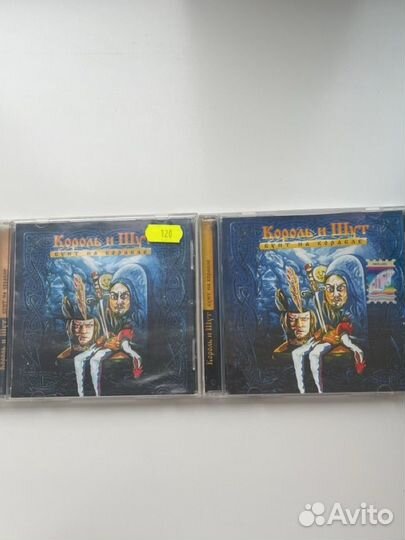 Король и Шут
БУНТ НА КОРАБЛЕ
120
Король и Шут БУНТ НА КОРАБЛЕ
Король и Шут
БУНТ НА КОРАБЛЕ
Король и Шут БУНТ НА КОРАБЛЕ
Avito